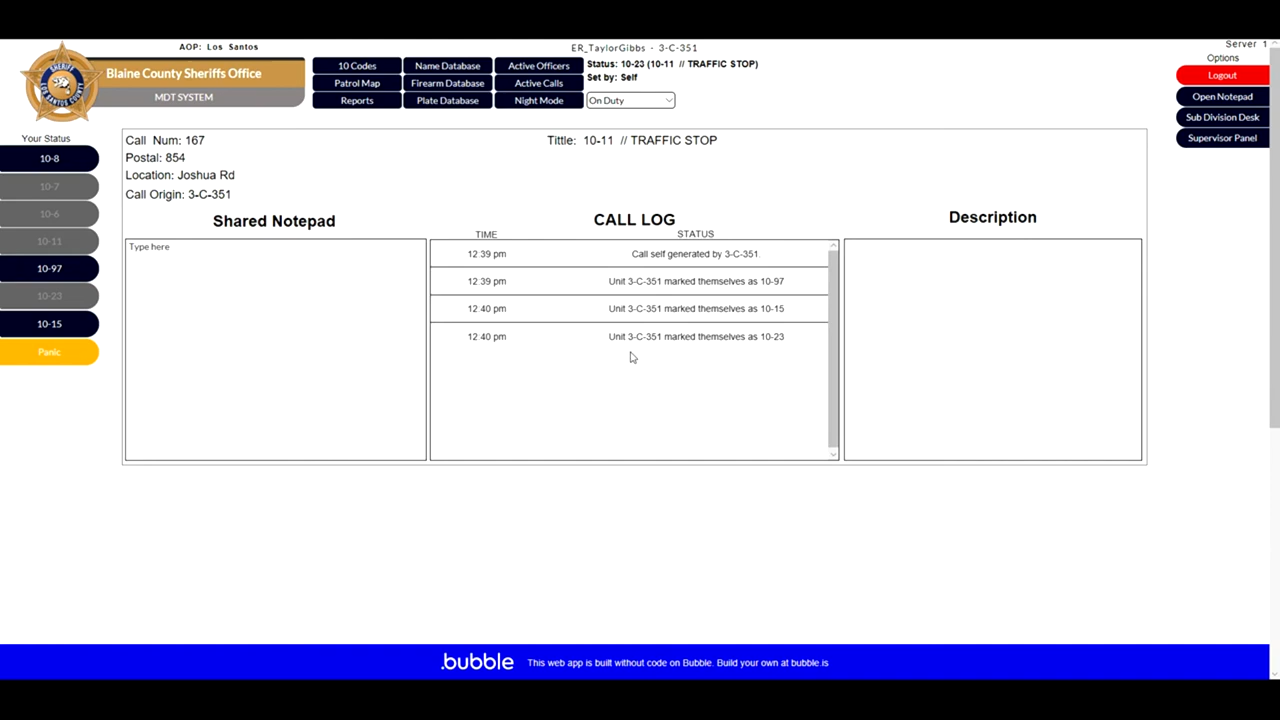 AOP: Los Santos
ER_TaylorGibbs - 3-C-351
Server 1
SHERIFF
LOS SANTOS
Blaine County Sheriffs Office
MDT SYSTEM
10 Codes
Name Database
Active Officers
Status: 10-23 (10-11 // TRAFFIC STOP)
Patrol Map
Firearm Database
Active Calls
Set by: Self
Reports
Plate Database
Night Mode
On Duty
Options
Logout
Open Notepad
Sub Division Desk
Supervisor Panel
Your Status
10-8
10-7
10-6
10-11
10-97
10-23
10-15
Panic
Call Num: 167
Tittle: 10-11 // TRAFFIC STOP
Postal: 854
Location: Joshua Rd
Call Origin: 3-C-351
Shared Notepad
Type here
CALL LOG
TIME STATUS
12:39 pm Call self generated by 3-C-351.
12:39 pm Unit 3-C-351 marked themselves as 10-97
12:40 pm Unit 3-C-351 marked themselves as 10-15
12:40 pm Unit 3-C-351 marked themselves as 10-23
Description
.bubble
This web app is built without code on Bubble. Build your own at bubble.is